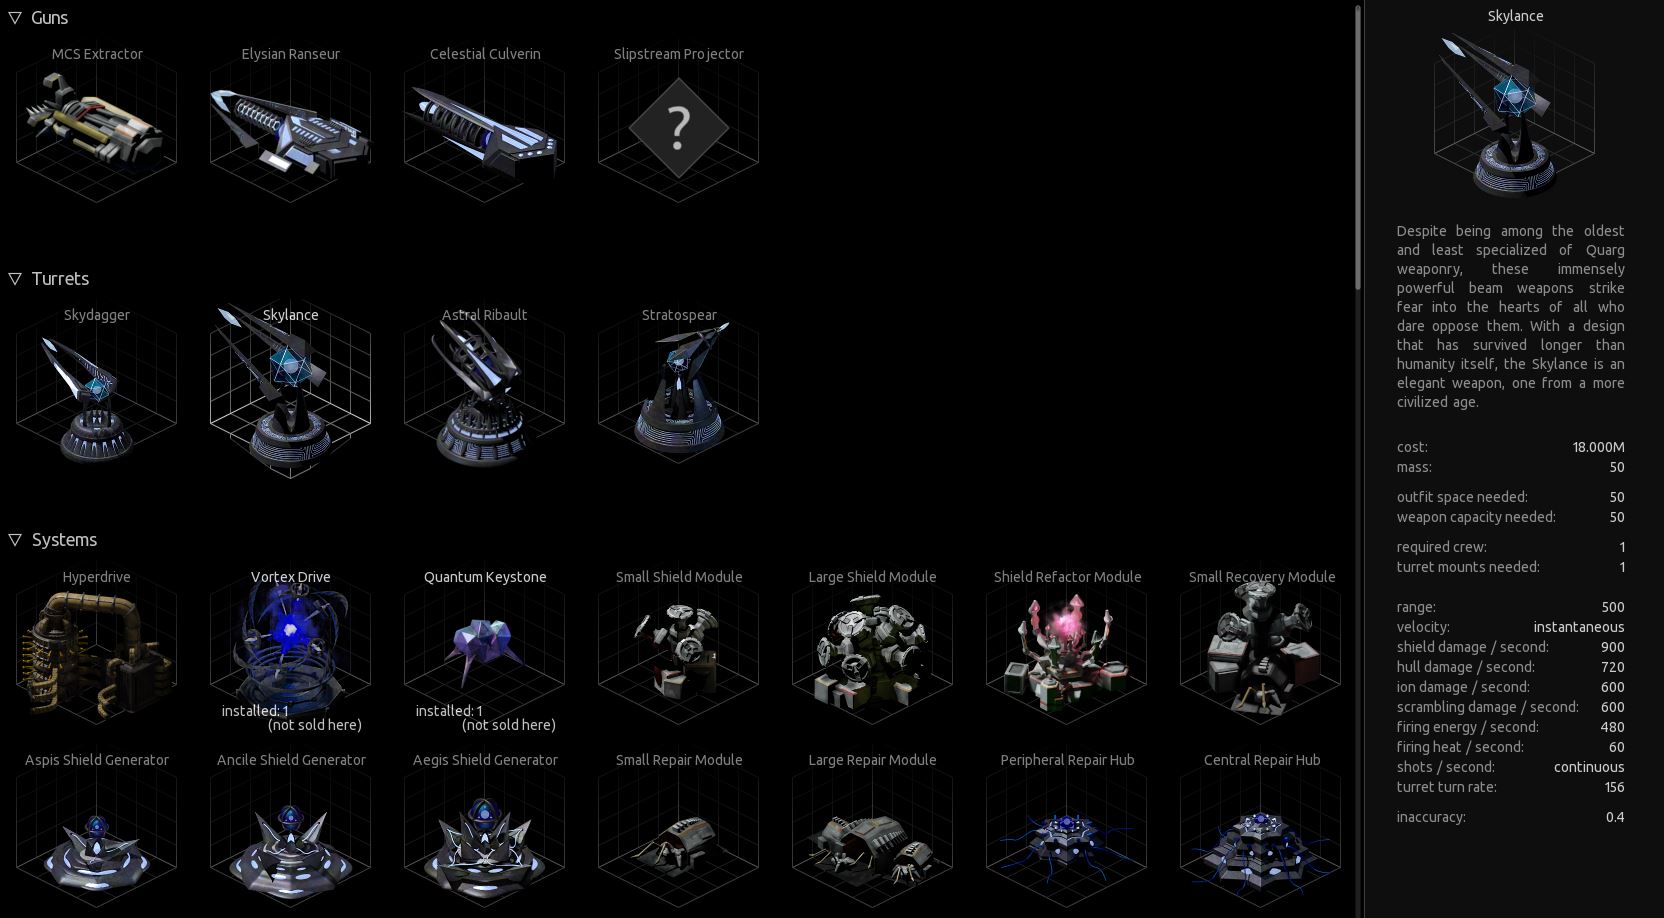 ▽ Guns
MCS Extractor
Elysian Ranseur
Celestial Culverin
Slipstream Projector
?
▽ Turrets
Skydagger
Skylance
Astral Ribault
Stratospear
▽ Systems
Hyperdrive
Vortex Drive
Quantum Keystone
Small Shield Module
Large Shield Module
Shield Refactor Module
Small Recovery Module
installed: 1
(not sold here)
installed: 1
(not sold here)
Aspis Shield Generator
Ancile Shield Generator
Aegis Shield Generator
Small Repair Module
Large Repair Module
Peripheral Repair Hub
Central Repair Hub
Skylance
Despite being among the oldest
and least specialized of Quarg
weaponry, these immensely
powerful beam weapons strike
fear into the hearts of all who
dare oppose them. With a design
that has survived longer than
humanity itself, the Skylance is an
elegant weapon, one from a more
civilized age.
cost: 18.000M
mass: 50
outfit space needed: 50
weapon capacity needed: 50
required crew: 1
turret mounts needed: 1
range: 500
velocity: instantaneous
shield damage / second: 900
hull damage / second: 720
ion damage / second: 600
scrambling damage / second: 600
firing energy / second: 480
firing heat / second: 60
shots / second: continuous
turret turn rate: 156
inaccuracy: 0.4